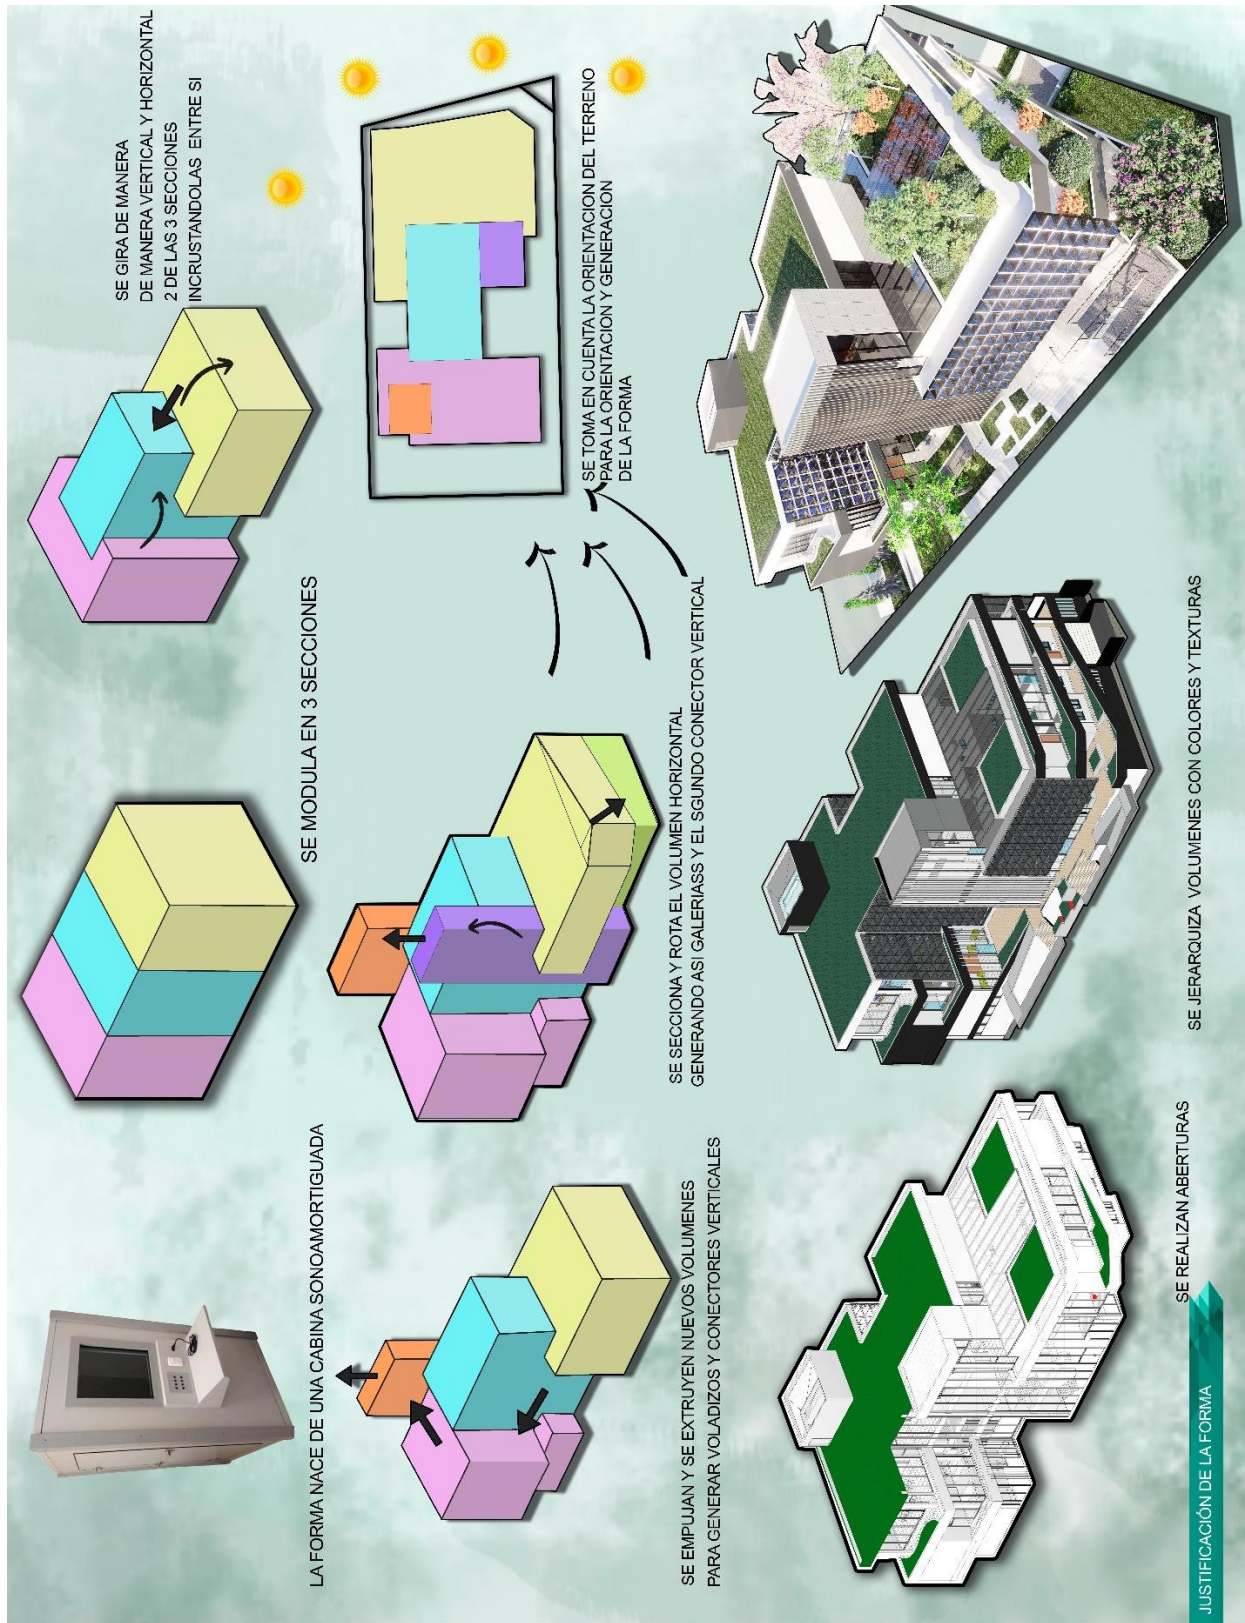 LA FORMA NACE DE UNA CABINA SONOAMORTIGUADA
SE MODULA EN 3 SECCIONES
SE GIRA DE MANERA
DE MANERA VERTICAL Y HORIZONTAL
2 DE LAS 3 SECCIONES
INCRUSTANDOLAS ENTRE SI
SE EMPUJAN Y SE EXTRUYEN NUEVOS VOLUMENES
PARA GENERAR VOLADIZOS Y CONECTORES VERTICALES
SE SECCIONA Y ROTA EL VOLUMEN HORIZONTAL
GENERANDO ASI GALERIASS Y EL SGUNDO CONECTOR VERTICAL
SE TOMA EN CUENTA LA ORIENTACION DEL TERRENO
PARA LA ORIENTACION Y GENERACION
DE LA FORMA
SE REALIZAN ABERTURAS
SE JERARQUIZA VOLUMENES CON COLORES Y TEXTURAS
JUSTIFICACIÓN DE LA FORMA